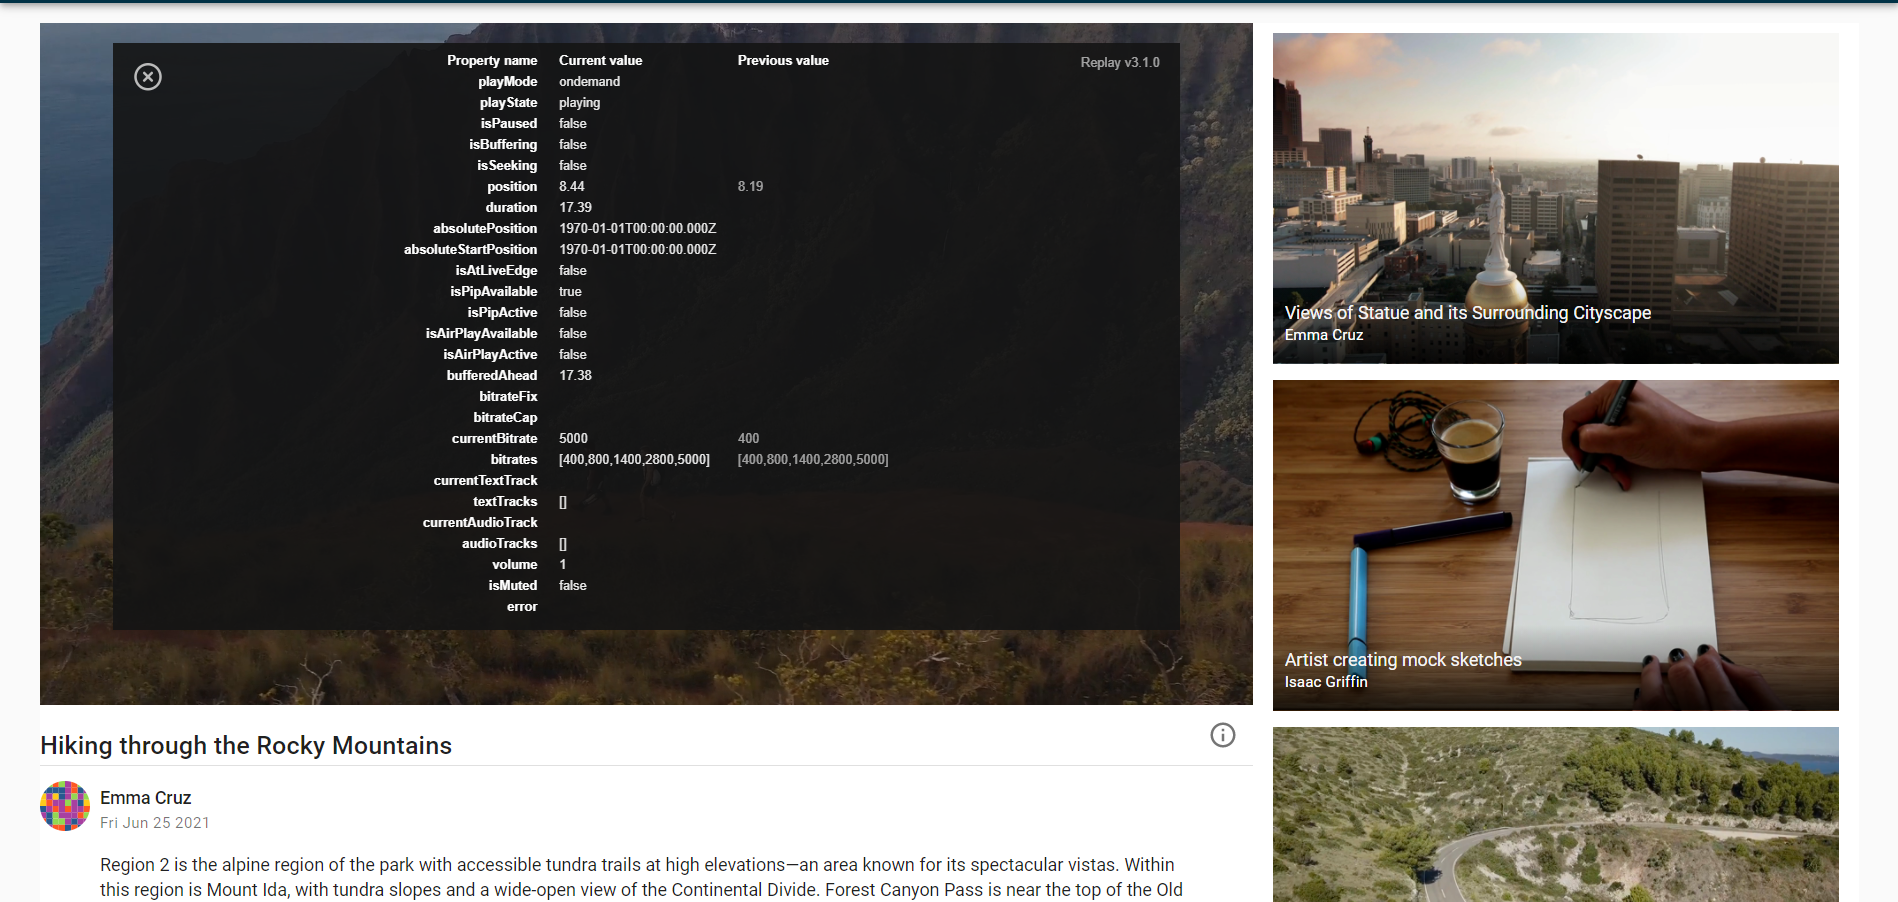 Property name Current value Previous value Replay v3.1.0
playMode ondemand
playState playing
isPaused false
isBuffering false
isSeeking false
position 8.44 8.19
duration 17.39
absolutePosition 1970-01-01T00:00:00.000Z
absoluteStartPosition 1970-01-01T00:00:00.000Z
isAtLiveEdge false
isPipAvailable true
isPipActive false
isAirPlayAvailable false
isAirPlayActive false
bufferedAhead 17.38
bitrateFix
bitrateCap
currentBitrate 5000 400
bitrates [400,800,1400,2800,5000] [400,800,1400,2800,5000]
currentTextTrack
textTracks []
currentAudioTrack
audioTracks []
volume 1
isMuted false
error
Hiking through the Rocky Mountains
Emma Cruz
Fri Jun 25 2021
Region 2 is the alpine region of the park with accessible tundra trails at high elevations—an area known for its spectacular vistas. Within
this region is Mount Ida, with tundra slopes and a wide-open view of the Continental Divide. Forest Canyon Pass is near the top of the Old
Views of Statue and its Surrounding Cityscape
Emma Cruz
Artist creating mock sketches
Isaac Griffin